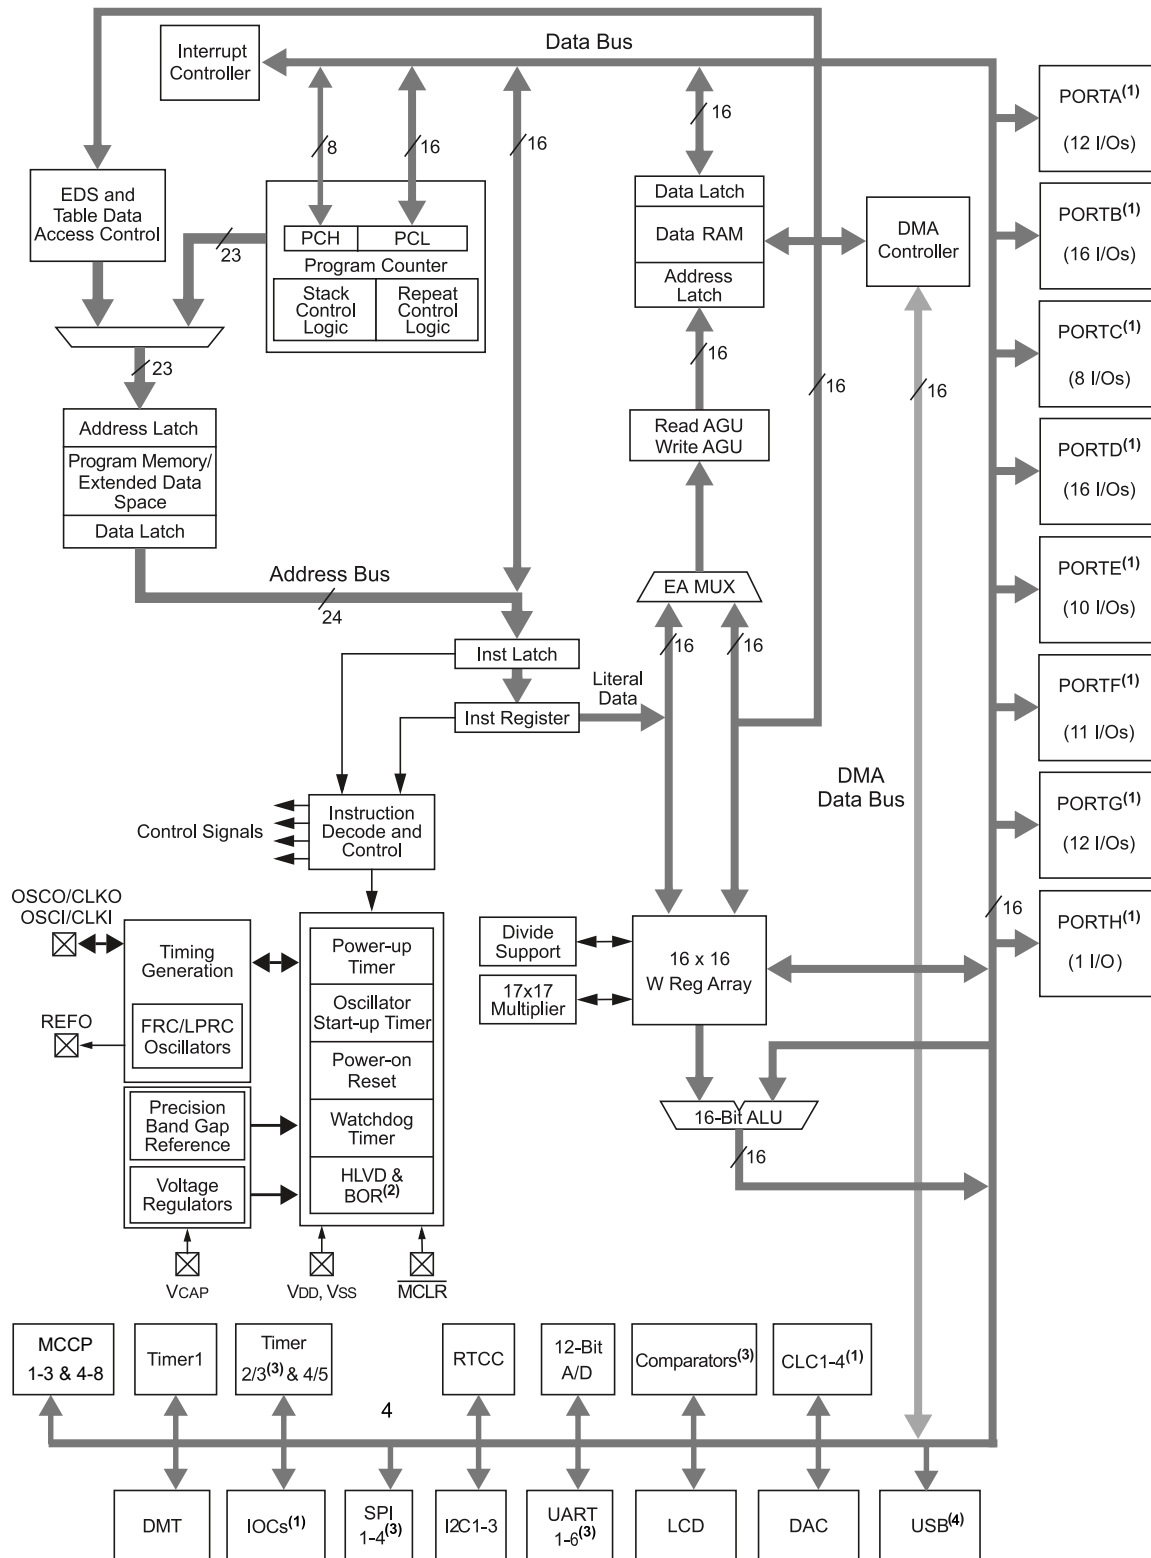 Data Bus
Interrupt
Controller
8
16
16
16
PORTA(1)
(12 I/Os)
EDS and
Table Data
Access Control
23
PCH
PCL
Program Counter
Stack
Control
Logic
Repeat
Control
Logic
Data Latch
Data RAM
Address
Latch
DMA
Controller
PORTB(1)
(16 I/Os)
23
16
16
16
PORTC(1)
(8 I/Os)
Address Latch
Program Memory/
Extended Data
Space
Data Latch
Read AGU
Write AGU
PORTD(1)
(16 I/Os)
Address Bus
24
EA MUX
16
16
PORTE(1)
(10 I/Os)
Inst Latch
Inst Register
Literal
Data
PORTF(1)
(11 I/Os)
DMA
Data Bus
Control Signals
Instruction
Decode and
Control
PORTG(1)
(12 I/Os)
OSCO/CLKO
OSCI/CLKI
Timing
Generation
REFO
FRC/LPRC
Oscillators
Precision
Band Gap
Reference
Voltage
Regulators
Power-up
Timer
Oscillator
Start-up Timer
Power-on
Reset
Watchdog
Timer
HLVD &
BOR(2)
Divide
Support
17x17
Multiplier
16 x 16
W Reg Array
16
PORTH(1)
(1 I/O)
16-Bit ALU
16
VCAP
VDD, VSS
MCLR
MCCP
1-3 & 4-8
Timer1
Timer
2/3(3) & 4/5
RTCC
12-Bit
A/D
Comparators(3)
CLC1-4(1)
4
DMT
IOCs(1)
SPI
1-4(3)
I2C1-3
UART
1-6(3)
LCD
DAC
USB(4)